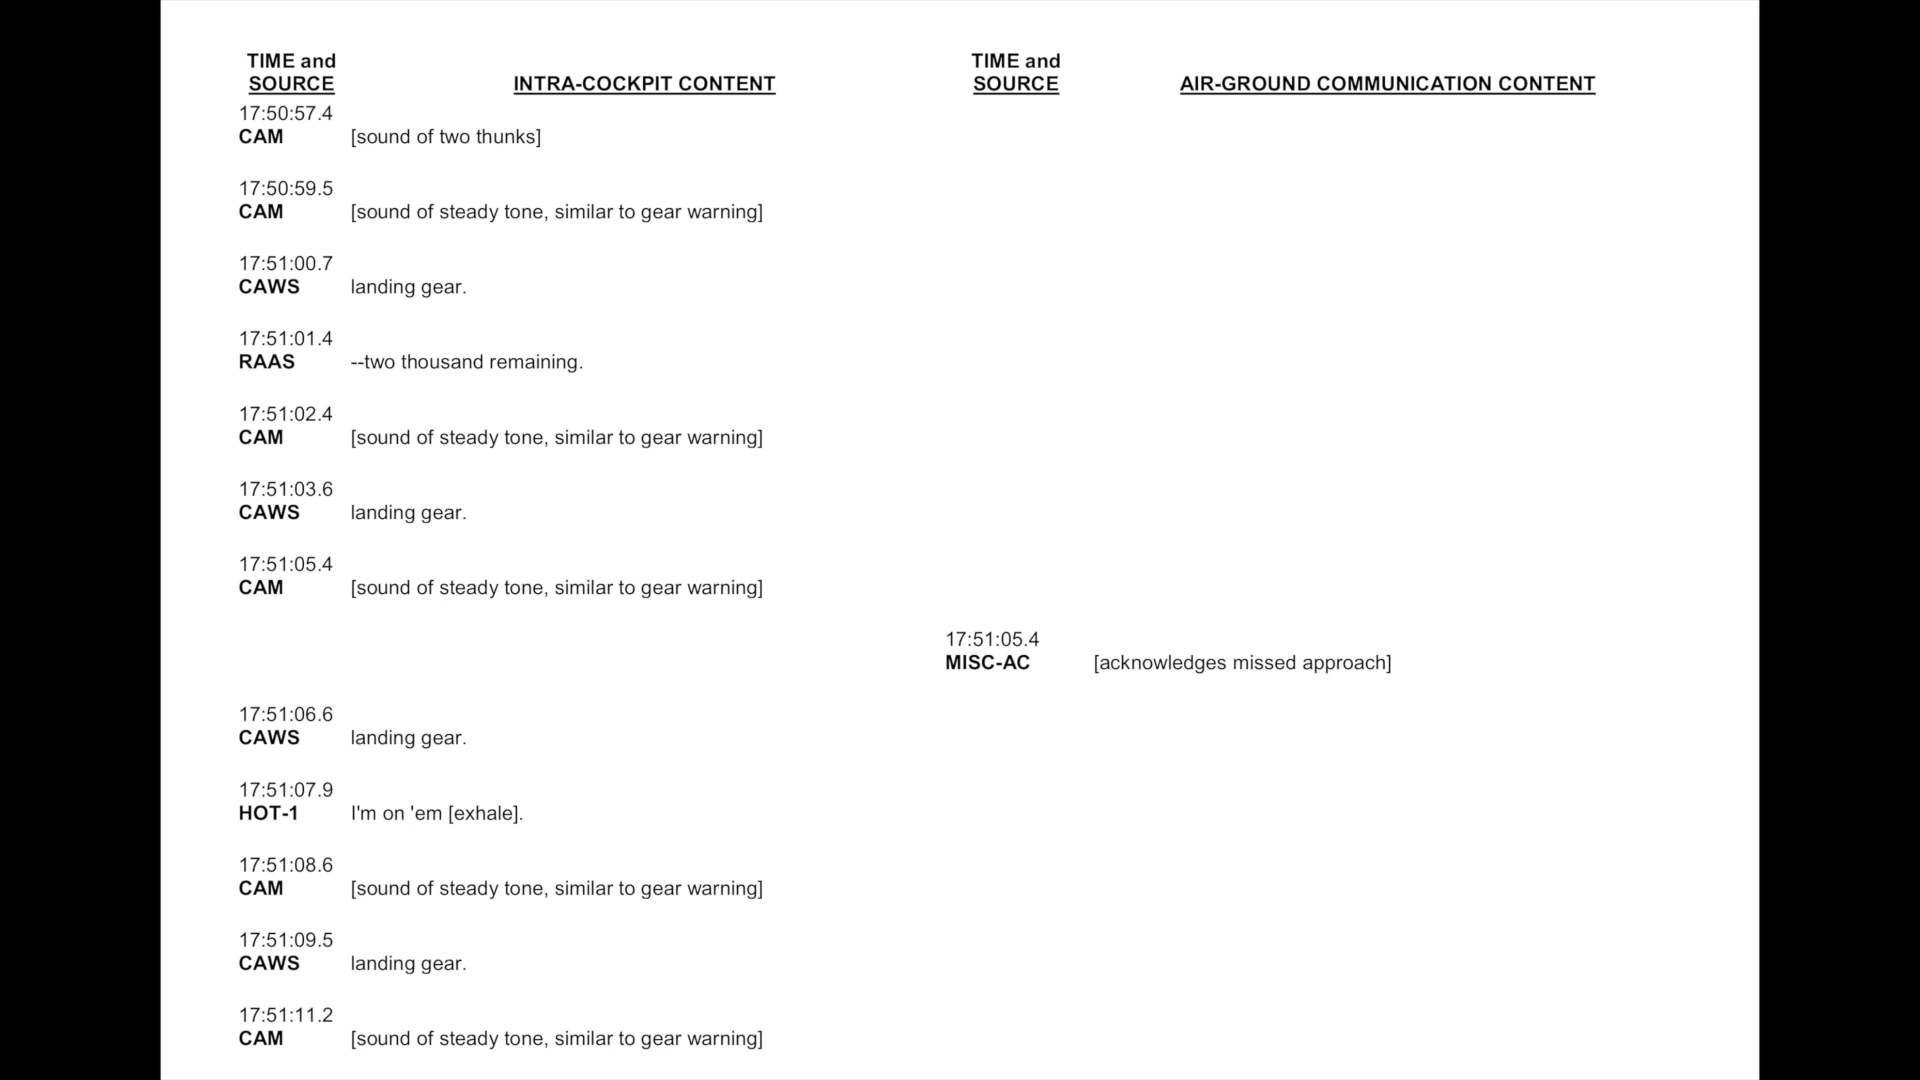 TIME and
SOURCE
INTRA-COCKPIT CONTENT
TIME and
SOURCE
AIR-GROUND COMMUNICATION CONTENT
17:50:57.4
CAM [sound of two thunks]
17:50:59.5
CAM [sound of steady tone, similar to gear warning]
17:51:00.7
CAWS landing gear.
17:51:01.4
RAAS --two thousand remaining.
17:51:02.4
CAM [sound of steady tone, similar to gear warning]
17:51:03.6
CAWS landing gear.
17:51:05.4
CAM [sound of steady tone, similar to gear warning]
17:51:05.4
MISC-AC [acknowledges missed approach]
17:51:06.6
CAWS landing gear.
17:51:07.9
HOT-1 I'm on 'em [exhale].
17:51:08.6
CAM [sound of steady tone, similar to gear warning]
17:51:09.5
CAWS landing gear.
17:51:11.2
CAM [sound of steady tone, similar to gear warning]